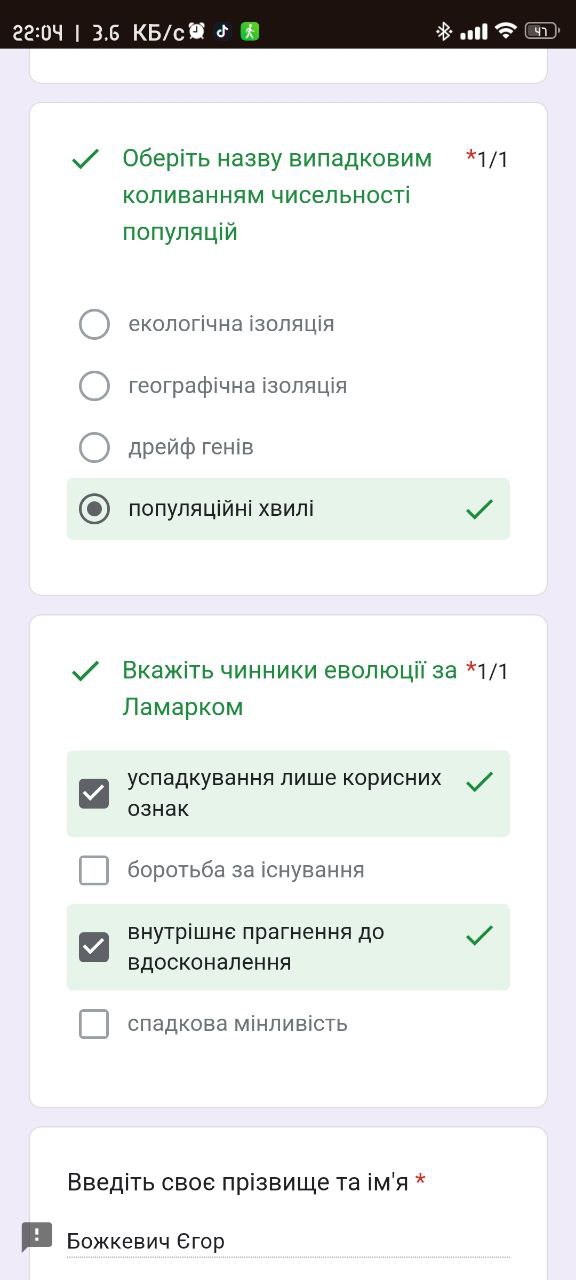 22:04 | 3.6 КБ/с
47
Оберіть назву випадковим *1/1
коливанням чисельності
популяцій
екологічна ізоляція
географічна ізоляція
дрейф генів
популяційні хвилі
Вкажіть чинники еволюції за *1/1
Ламарком
успадкування лише корисних
ознак
боротьба за існування
внутрішнє прагнення до
вдосконалення
спадкова мінливість
Введіть своє прізвище та ім'я *
Божкевич Єгор